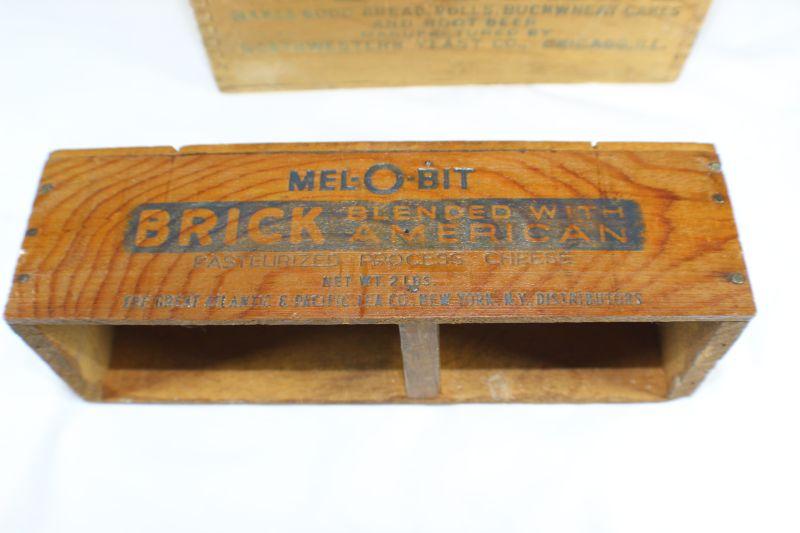 MAKES GOOD BREAD, ROLLS, BUCKWHEAT CAKES
AND ROOT BEER
MANUFACTURED BY
NORTHWESTERN YEAST CO., CHICAGO, ILL.
MEL-O-BIT
BRICK BLENDED WITH AMERICAN
PASTEURIZED PROCESS CHEESE
NET WT. 2 LBS.
THE GREAT ATLANTIC & PACIFIC TEA CO., NEW YORK, N.Y. DISTRIBUTORS